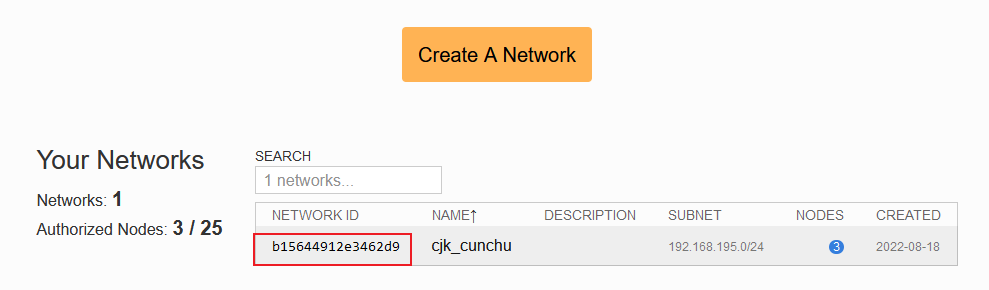 Create A Network
Your Networks
Networks: 1
Authorized Nodes: 3 / 25
SEARCH
1 networks...
NETWORK ID NAME↑ DESCRIPTION SUBNET NODES CREATED
b15644912e3462d9 cjk_cunchu 192.168.195.0/24 3 2022-08-18